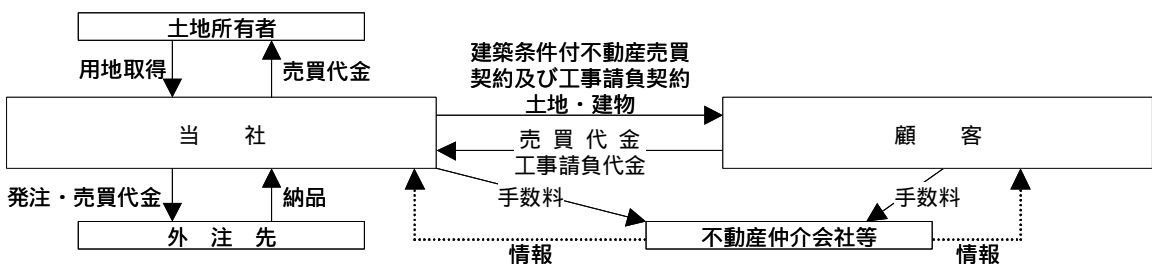 土地所有者
用地取得
売買代金
建築条件付不動産売買
契約及び工事請負契約
土地・建物
当　　社
売 買 代 金
工事請負代金
顧　　客
発注・売買代金
納品
手数料
手数料
外　注　先
不動産仲介会社等
情報
情報